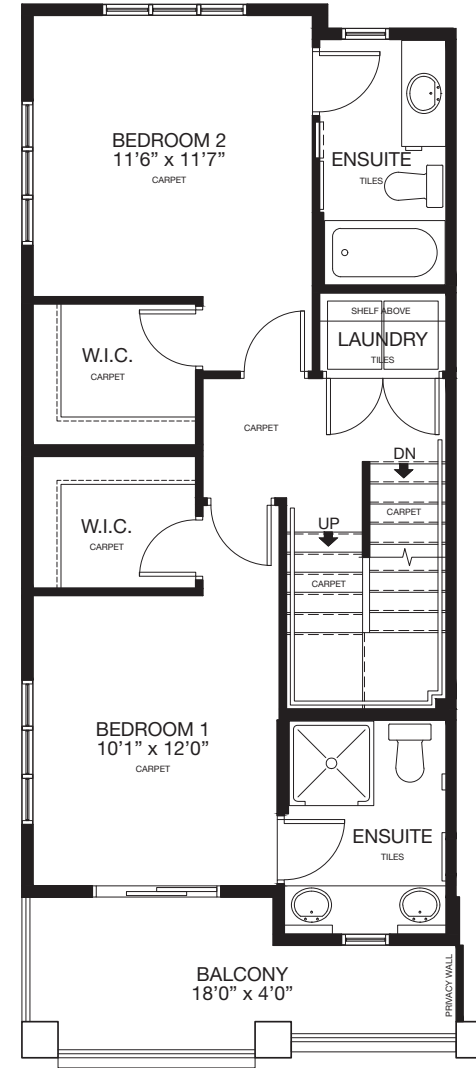 BEDROOM 2
11’6” x 11’7”
CARPET
ENSUITE
TILES
SHELF ABOVE
LAUNDRY
TILES
W.I.C.
CARPET
CARPET
DN
CARPET
W.I.C.
CARPET
UP
CARPET
BEDROOM 1
10’1” x 12’0”
CARPET
ENSUITE
TILES
BALCONY
18’0” x 4’0”
PRIVACY WALL